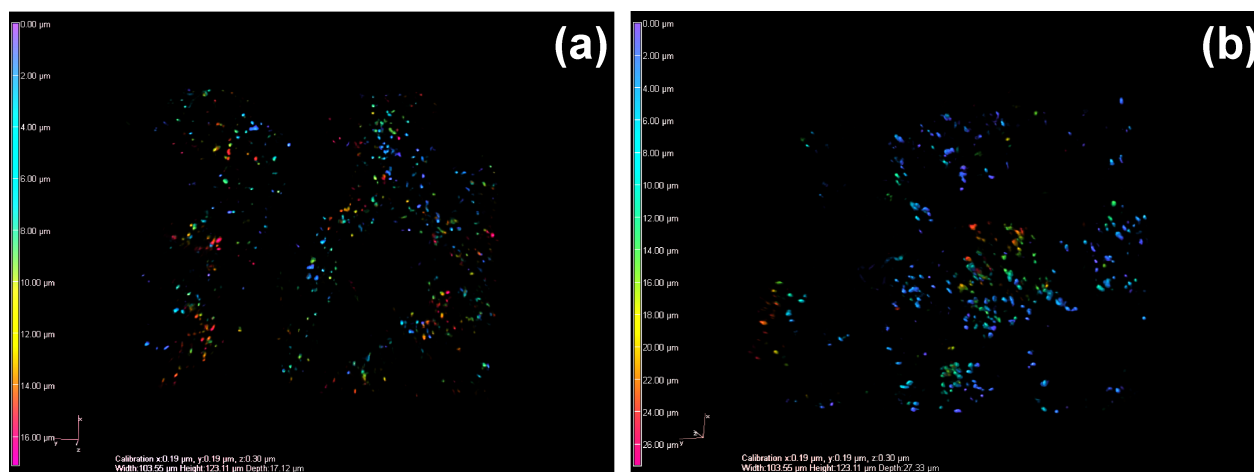 (a)
0.00 µm
2.00 µm
4.00 µm
6.00 µm
8.00 µm
10.00 µm
12.00 µm
14.00 µm
16.00 µm
x
y
z
Calibration x:0.19 µm, y:0.19 µm, z:0.30 µm
Width:103.55 µm Height:123.11 µm Depth:17.12 µm
(b)
0.00 µm
2.00 µm
4.00 µm
6.00 µm
8.00 µm
10.00 µm
12.00 µm
14.00 µm
16.00 µm
18.00 µm
20.00 µm
22.00 µm
24.00 µm
26.00 µm
x
z
y
Calibration x:0.19 µm, y:0.19 µm, z:0.30 µm
Width:103.55 µm Height:123.11 µm Depth:27.33 µm